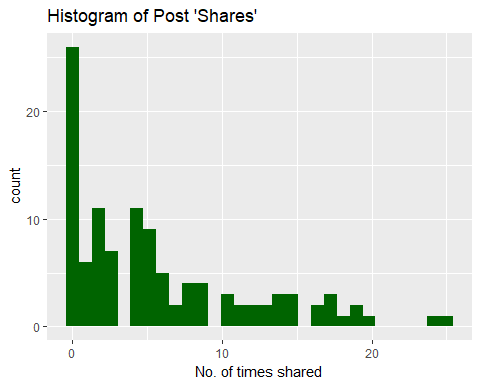 Histogram of Post 'Shares'
20
10
0
count
0 10 20
No. of times shared